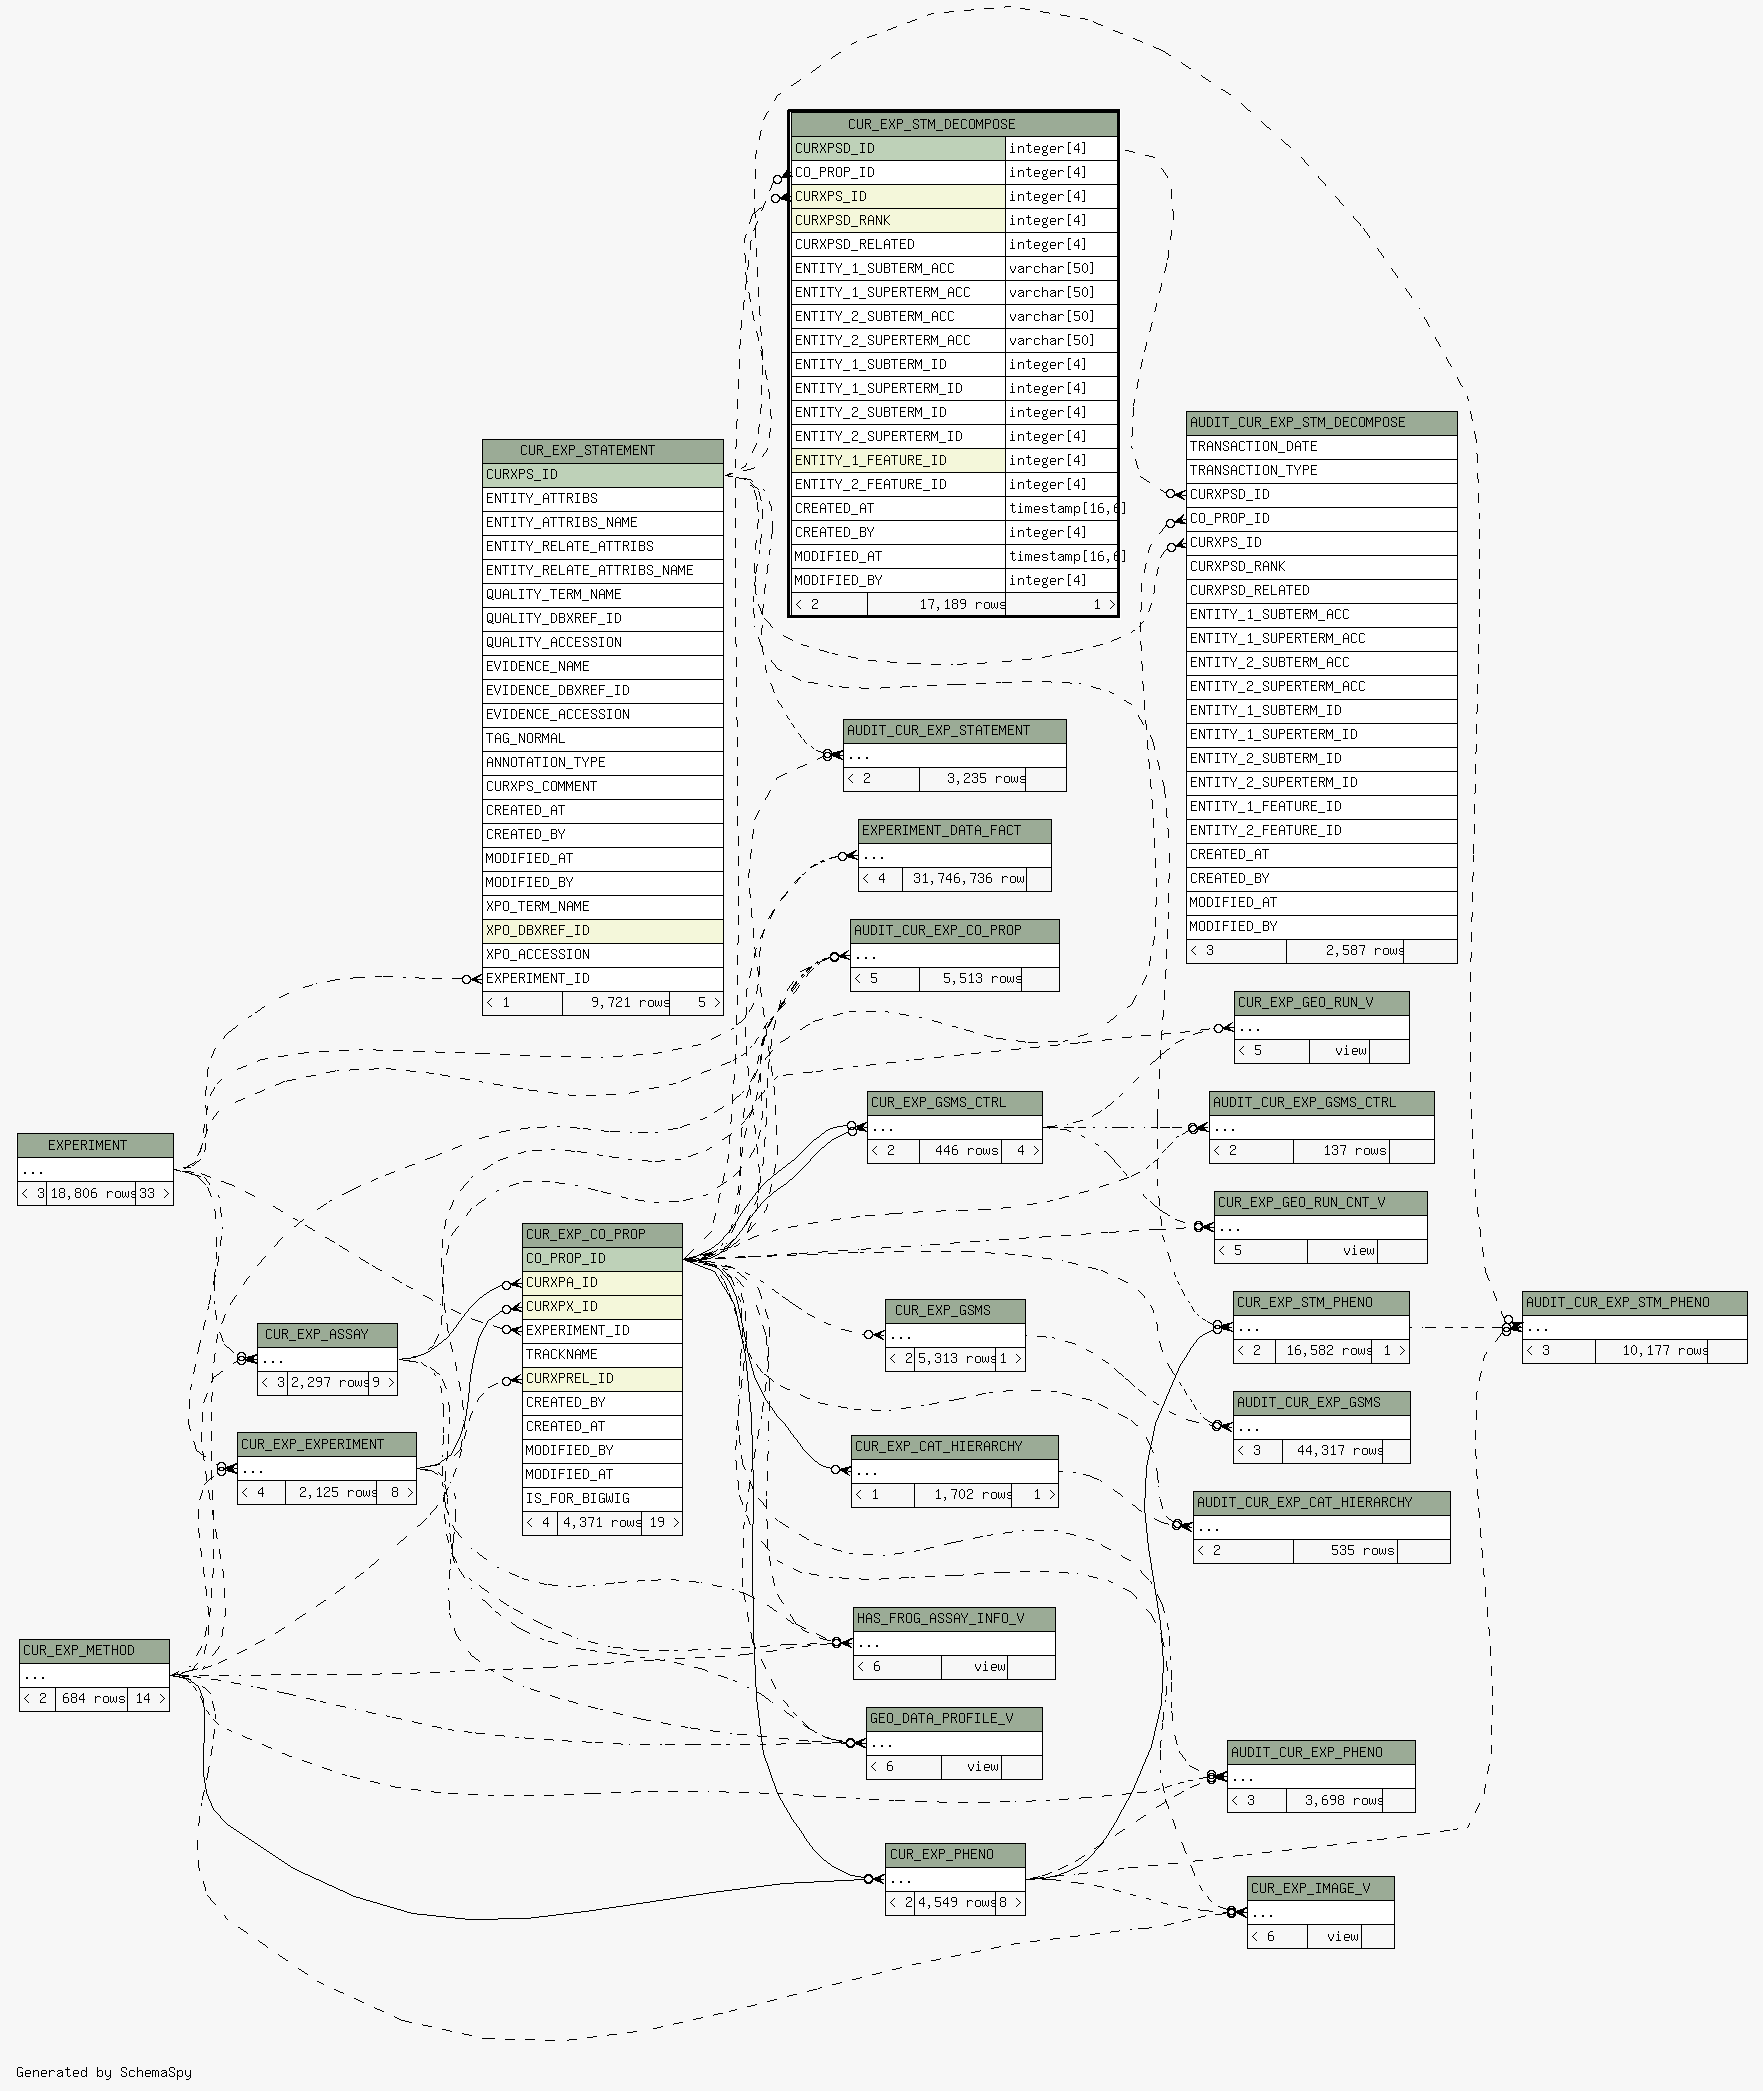 CUR_EXP_STM_DECOMPOSE
CURXPSD_ID integer[4]
CO_PROP_ID integer[4]
CURXPS_ID integer[4]
CURXPSD_RANK integer[4]
CURXPSD_RELATED integer[4]
ENTITY_1_SUBTERM_ACC varchar[50]
ENTITY_1_SUPERTERM_ACC varchar[50]
ENTITY_2_SUBTERM_ACC varchar[50]
ENTITY_2_SUPERTERM_ACC varchar[50]
ENTITY_1_SUBTERM_ID integer[4]
ENTITY_1_SUPERTERM_ID integer[4]
ENTITY_2_SUBTERM_ID integer[4]
ENTITY_2_SUPERTERM_ID integer[4]
ENTITY_1_FEATURE_ID integer[4]
ENTITY_2_FEATURE_ID integer[4]
CREATED_AT timestamp[16,6]
CREATED_BY integer[4]
MODIFIED_AT timestamp[16,6]
MODIFIED_BY integer[4]
< 2 17,189 rows 1 >
CUR_EXP_STATEMENT
CURXPS_ID
ENTITY_ATTRIBS
ENTITY_ATTRIBS_NAME
ENTITY_RELATE_ATTRIBS
ENTITY_RELATE_ATTRIBS_NAME
QUALITY_TERM_NAME
QUALITY_DBXREF_ID
QUALITY_ACCESSION
EVIDENCE_NAME
EVIDENCE_DBXREF_ID
EVIDENCE_ACCESSION
TAG_NORMAL
ANNOTATION_TYPE
CURXPS_COMMENT
CREATED_AT
CREATED_BY
MODIFIED_AT
MODIFIED_BY
XPO_TERM_NAME
XPO_DBXREF_ID
XPO_ACCESSION
EXPERIMENT_ID
< 1 9,721 rows 5 >
AUDIT_CUR_EXP_STM_DECOMPOSE
TRANSACTION_DATE
TRANSACTION_TYPE
CURXPSD_ID
CO_PROP_ID
CURXPS_ID
CURXPSD_RANK
CURXPSD_RELATED
ENTITY_1_SUBTERM_ACC
ENTITY_1_SUPERTERM_ACC
ENTITY_2_SUBTERM_ACC
ENTITY_2_SUPERTERM_ACC
ENTITY_1_SUBTERM_ID
ENTITY_1_SUPERTERM_ID
ENTITY_2_SUBTERM_ID
ENTITY_2_SUPERTERM_ID
ENTITY_1_FEATURE_ID
ENTITY_2_FEATURE_ID
CREATED_AT
CREATED_BY
MODIFIED_AT
MODIFIED_BY
< 3 2,587 rows
AUDIT_CUR_EXP_STATEMENT
...
< 2 3,235 rows
EXPERIMENT_DATA_FACT
...
< 4 31,746,736 row
AUDIT_CUR_EXP_CO_PROP
...
< 5 5,513 rows
CUR_EXP_GEO_RUN_V
...
< 5 view
CUR_EXP_GSMS_CTRL
...
< 2 446 rows 4 >
AUDIT_CUR_EXP_GSMS_CTRL
...
< 2 137 rows
EXPERIMENT
...
< 3 18,806 rows 33 >
CUR_EXP_GEO_RUN_CNT_V
...
< 5 view
CUR_EXP_CO_PROP
CO_PROP_ID
CURXPA_ID
CURXPX_ID
EXPERIMENT_ID
TRACKNAME
CURXPREL_ID
CREATED_BY
CREATED_AT
MODIFIED_BY
MODIFIED_AT
IS_FOR_BIGWIG
< 4 4,371 rows 19 >
CUR_EXP_GSMS
...
< 2 5,313 rows 1 >
CUR_EXP_STM_PHENO
...
< 2 16,582 rows 1 >
AUDIT_CUR_EXP_STM_PHENO
...
< 3 10,177 rows
CUR_EXP_ASSAY
...
< 3 2,297 rows 9 >
AUDIT_CUR_EXP_GSMS
...
< 3 44,317 rows
CUR_EXP_EXPERIMENT
...
< 4 2,125 rows 8 >
CUR_EXP_CAT_HIERARCHY
...
< 1 1,702 rows 1 >
AUDIT_CUR_EXP_CAT_HIERARCHY
...
< 2 535 rows
HAS_FROG_ASSAY_INFO_V
...
< 6 view
CUR_EXP_METHOD
...
< 2 684 rows 14 >
GEO_DATA_PROFILE_V
...
< 6 view
AUDIT_CUR_EXP_PHENO
...
< 3 3,698 rows
CUR_EXP_PHENO
...
< 2 4,549 rows 8 >
CUR_EXP_IMAGE_V
...
< 6 view
Generated by SchemaSpy